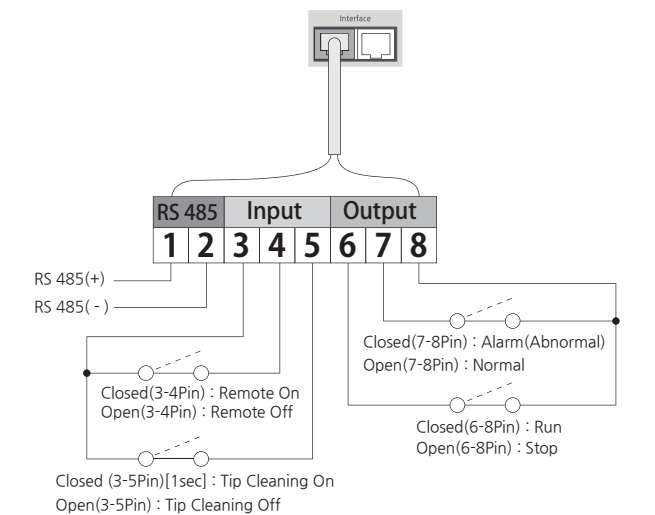 Interface
RS 485 Input Output
1 2 3 4 5 6 7 8
RS 485(+)
RS 485( - )
Closed(7-8Pin) : Alarm(Abnormal)
Open(7-8Pin) : Normal
Closed(3-4Pin) : Remote On
Open(3-4Pin) : Remote Off
Closed(6-8Pin) : Run
Open(6-8Pin) : Stop
Closed (3-5Pin)[1sec] : Tip Cleaning On
Open(3-5Pin) : Tip Cleaning Off